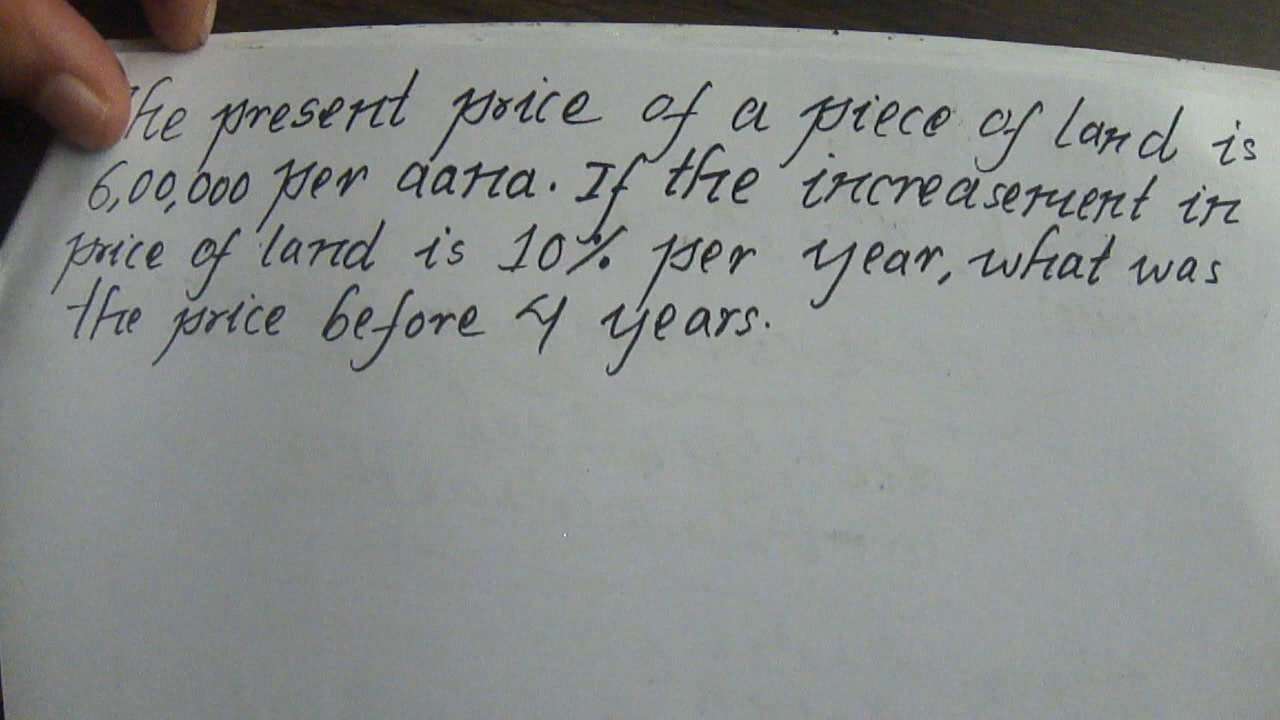 The present price of a piece of land is
6,00,000 per aana. If the increasement in
price of land is 10% per year, what was
the price before 4 years.